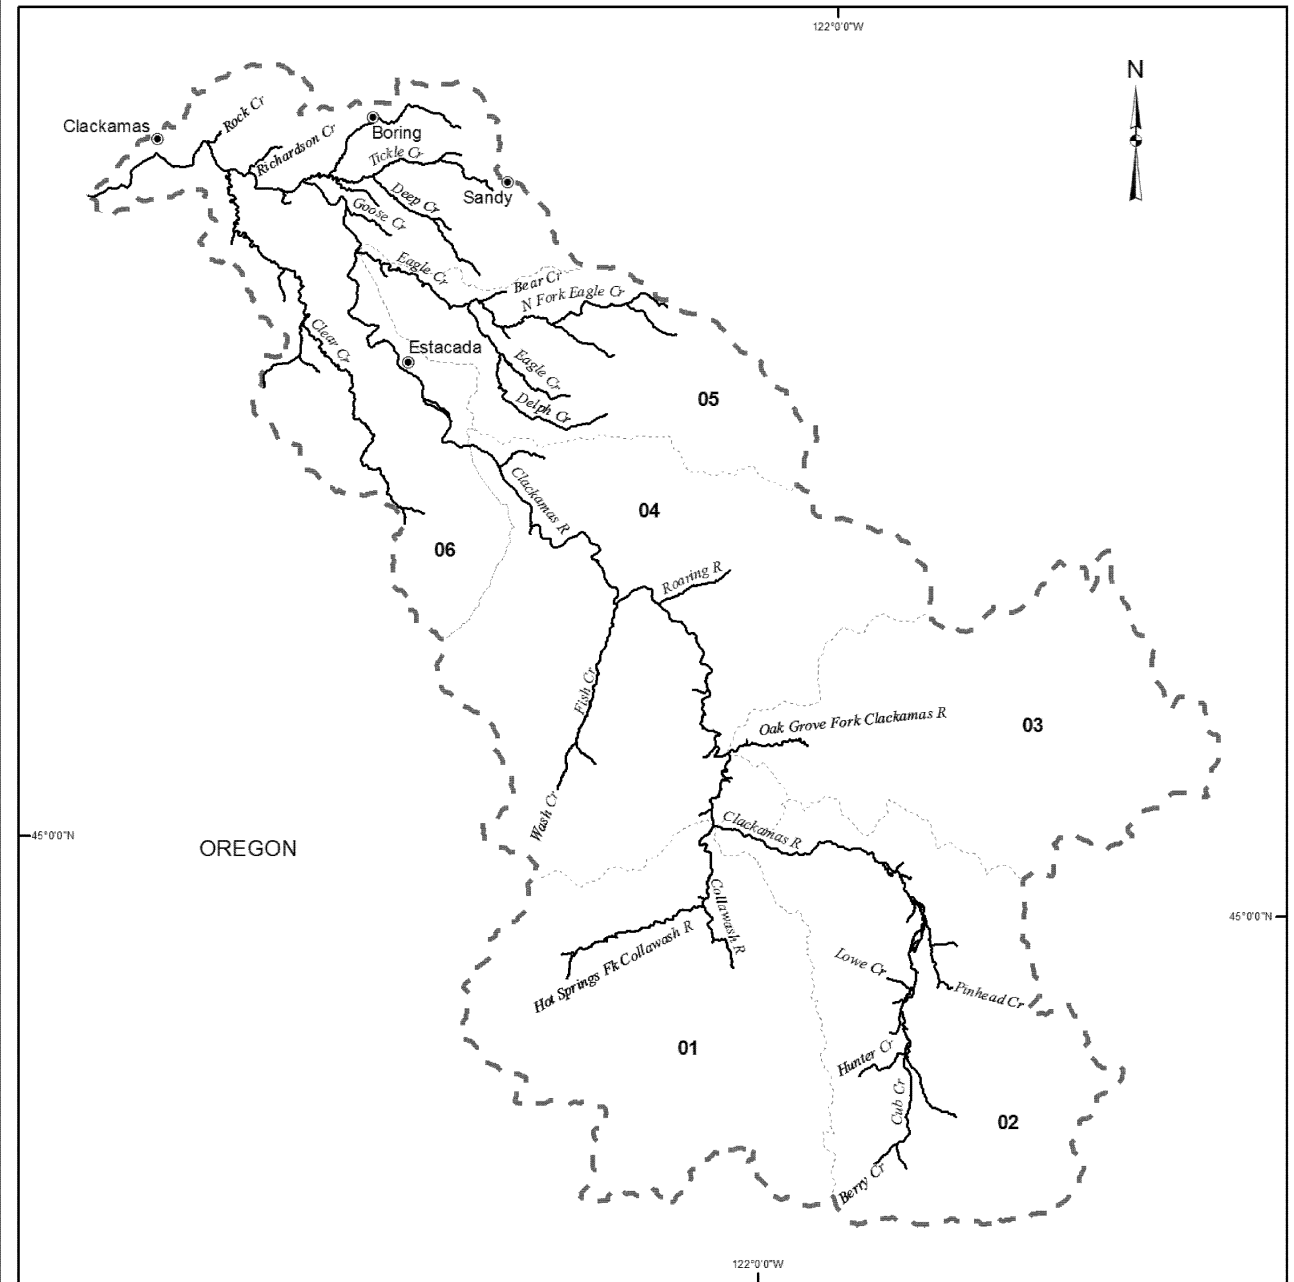 122°0'0"W
N
Clackamas
Rock Cr
Boring
Richardson Cr
Tickle Cr
Sandy
Deep Cr
Goose Cr
Eagle Cr
Bear Cr
N Fork Eagle Cr
Clear Cr
Estacada
Eagle Cr
Delph Cr
05
Clackamas R
04
06
Roaring R
Fish Cr
Oak Grove Fork Clackamas R
03
Wash Cr
Clackamas R
45°0'0"N
OREGON
Collawash R
45°0'0"N
Hot Springs Fk Collawash R
Lowe Cr
Pinhead Cr
01
Hunter Cr
Cub Cr
02
Berry Cr
122°0'0"W